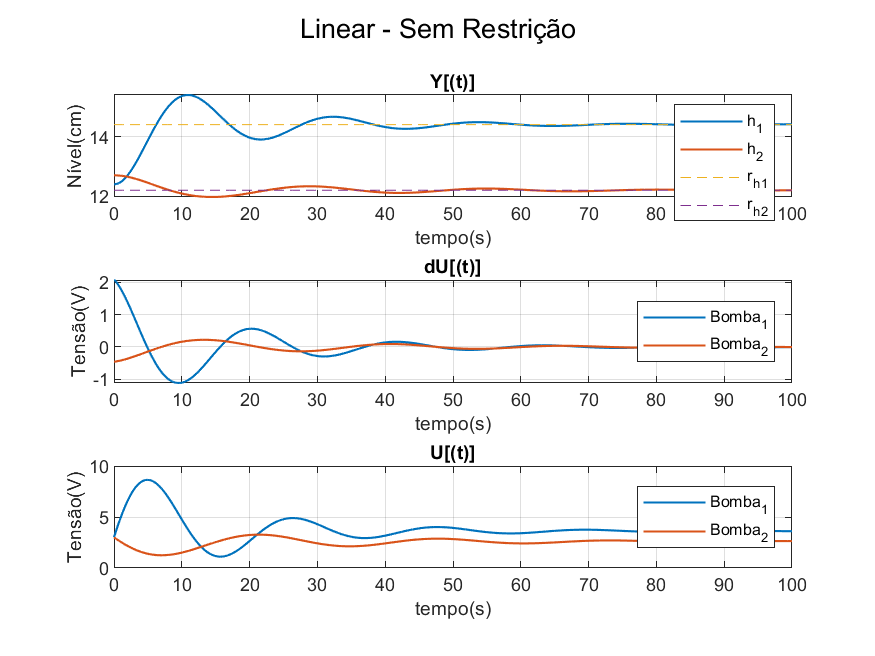 Linear - Sem Restrição
Y[(t)]
Nível(cm)
14
12
0 10 20 30 40 50 60 70 80 90 100
tempo(s)
h1
h2
rh1
rh2
dU[(t)]
Tensão(V)
2
1
0
-1
0 10 20 30 40 50 60 70 80 90 100
tempo(s)
Bomba1
Bomba2
U[(t)]
Tensão(V)
10
5
0
0 10 20 30 40 50 60 70 80 90 100
tempo(s)
Bomba1
Bomba2